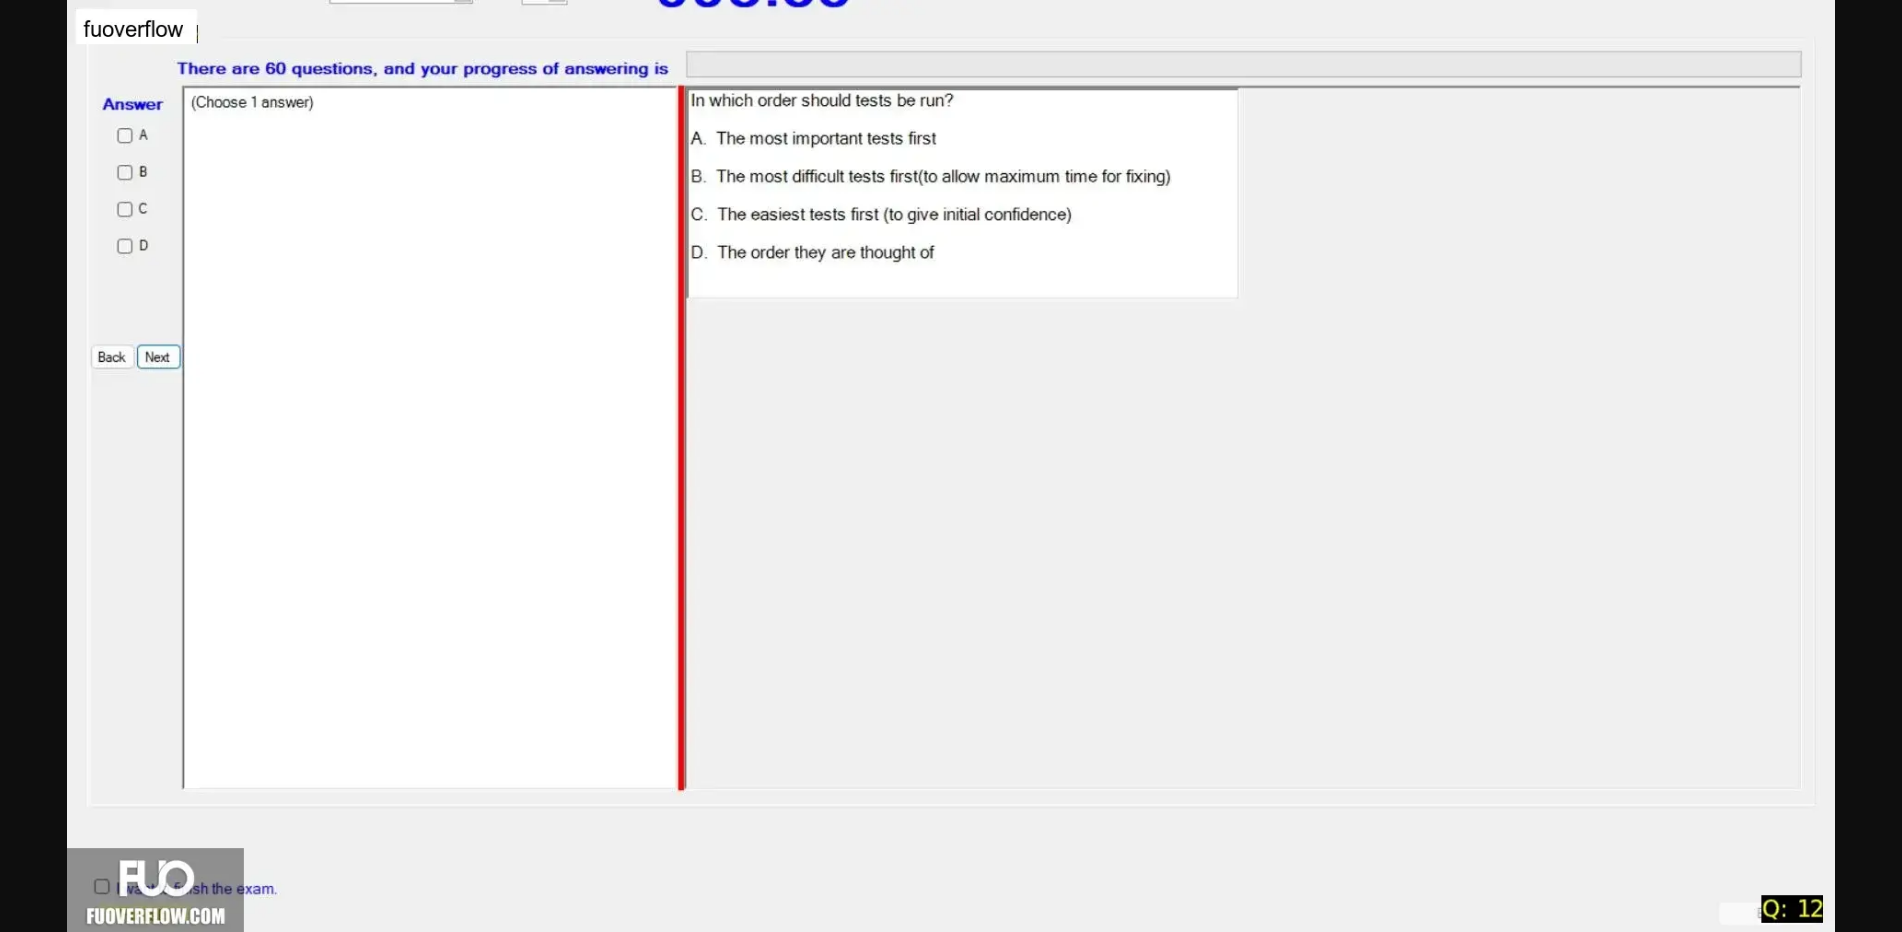 fuoverflow
There are 60 questions, and your progress of answering is
Answer
(Choose 1 answer)
A
B
C
D
Back
Next
In which order should tests be run?
A. The most important tests first
B. The most difficult tests first(to allow maximum time for fixing)
C. The easiest tests first (to give initial confidence)
D. The order they are thought of
the exam.
FUO
FUOVERFLOW.COM
Q: 12